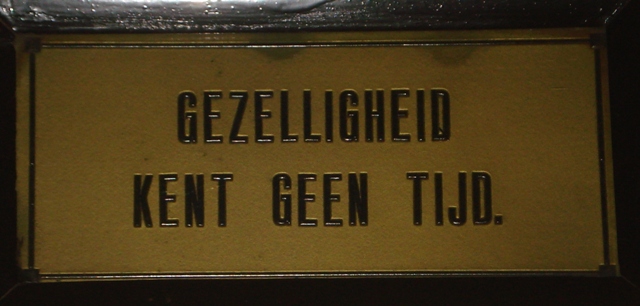 GEZELLIGHEID
KENT GEEN TIJD.